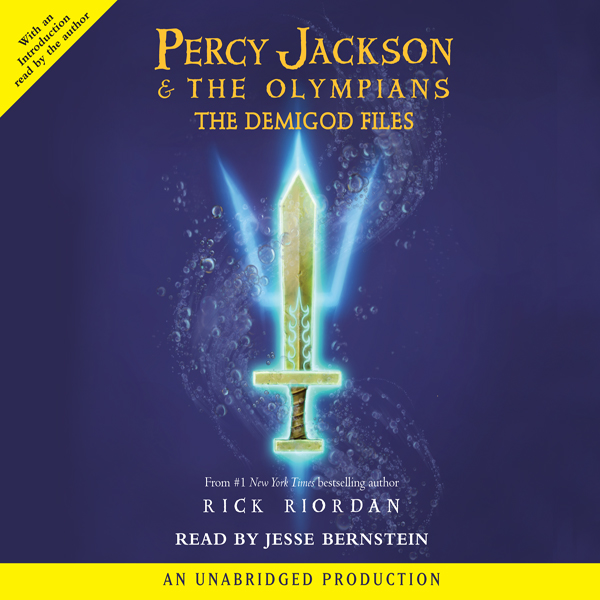 With an
Introduction
read by the author
PERCY JACKSON
& THE OLYMPIANS
THE DEMIGOD FILES
From #1 New York Times bestselling author
RICK RIORDAN
READ BY JESSE BERNSTEIN
AN UNABRIDGED PRODUCTION